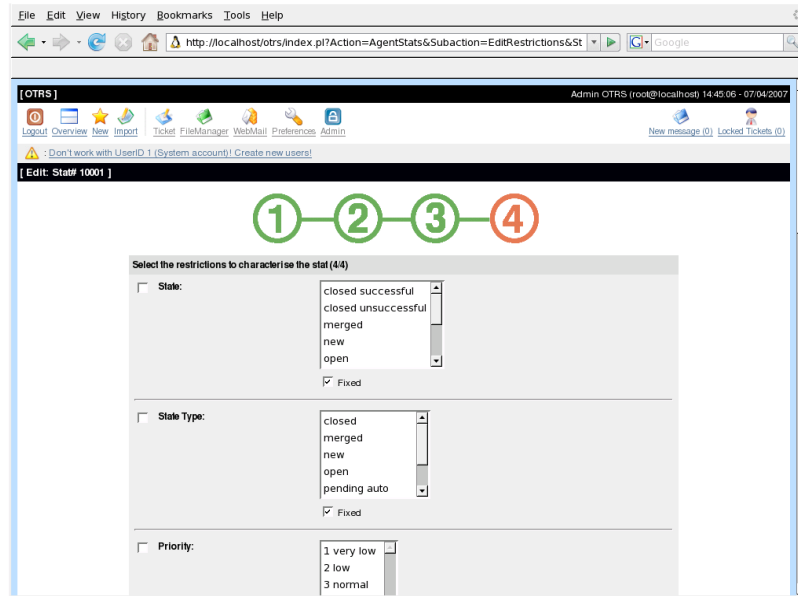 File Edit View History Bookmarks Tools Help
http://localhost/otrs/index.pl?Action=AgentStats&Subaction=EditRestrictions&St
G Google
[ OTRS ]
Admin OTRS (root@localhost) 14:45:06 - 07/04/2007
Logout Overview New Import Ticket FileManager WebMail Preferences Admin
New message (0) Locked Tickets (0)
: Don't work with UserID 1 (System account)! Create new users!
[ Edit: Stat# 10001 ]
1 2 3 4
Select the restrictions to characterise the stat (4/4)
State:
closed successful
closed unsuccessful
merged
new
open
Fixed
State Type:
closed
merged
new
open
pending auto
Fixed
Priority:
1 very low
2 low
3 normal